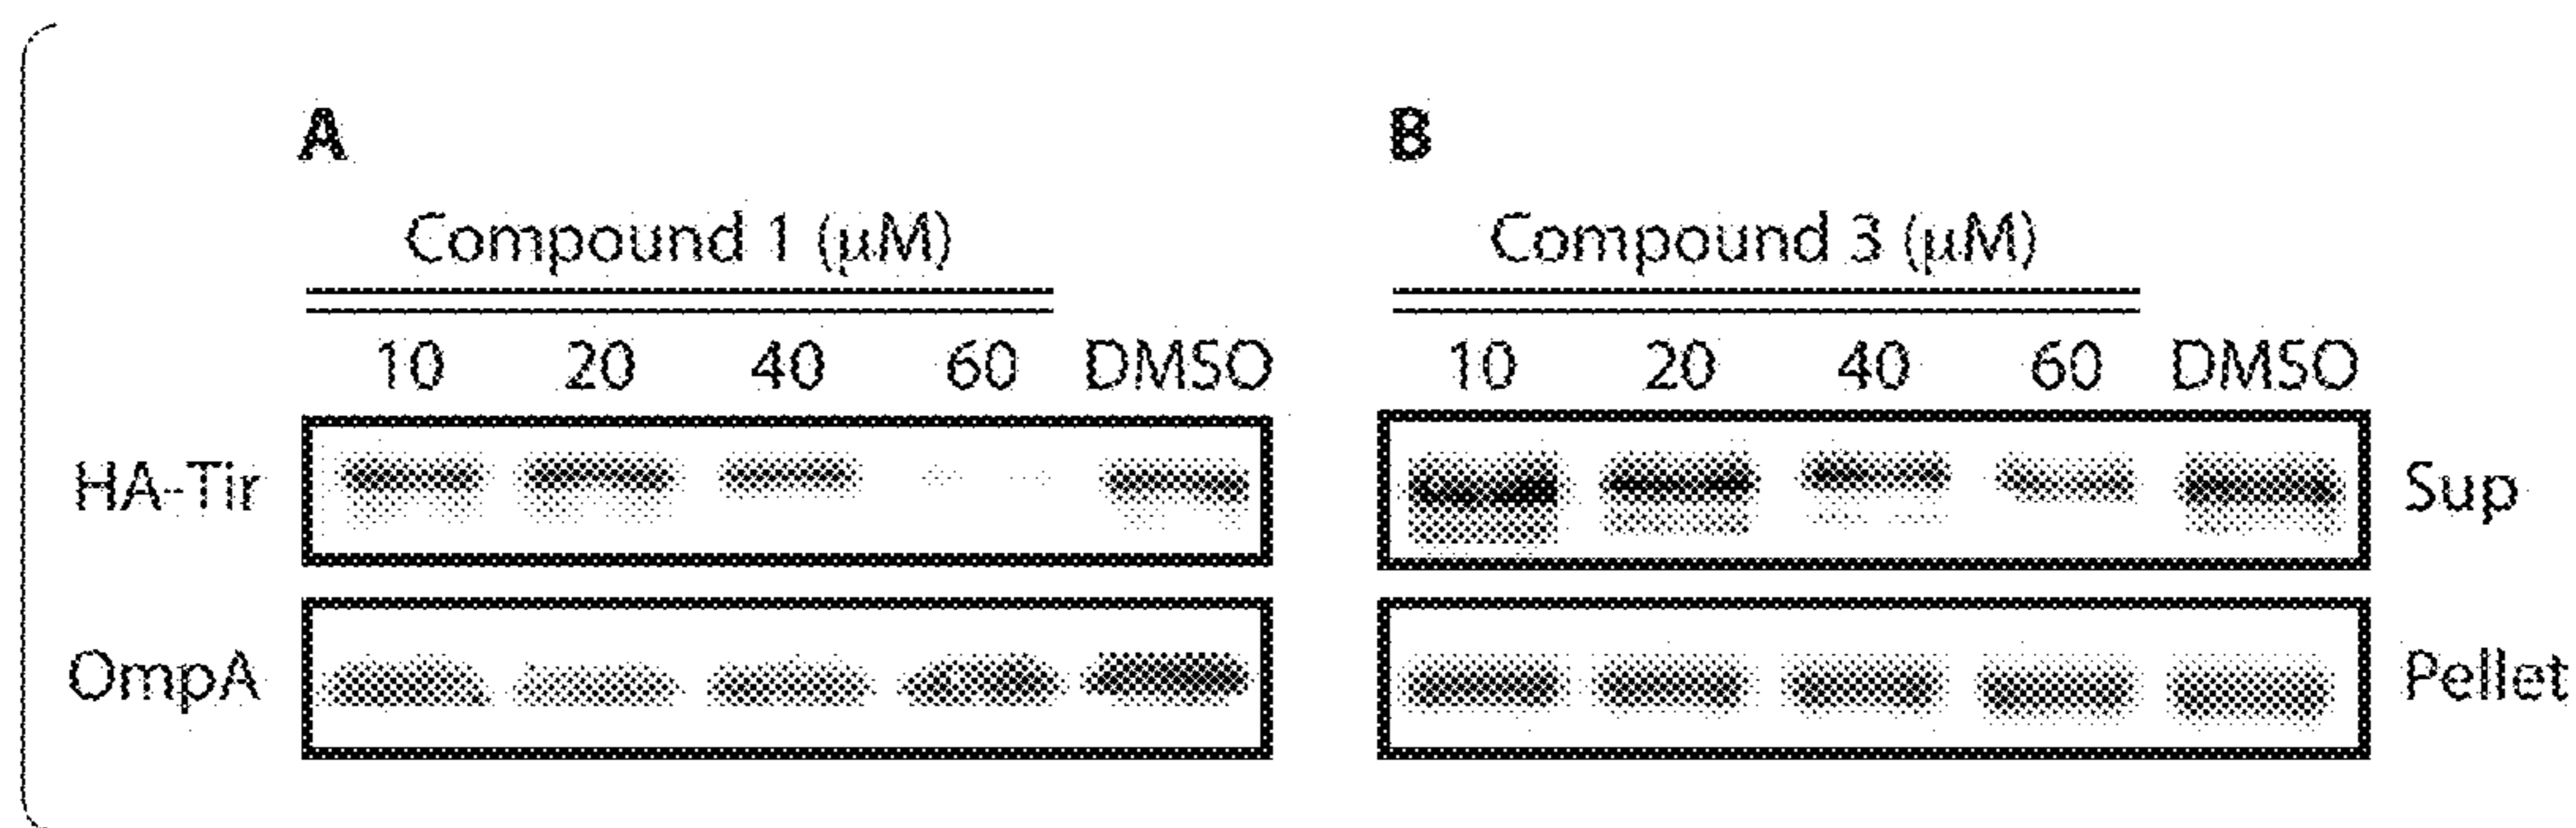 A
B
Compound 1 (μM)
Compound 3 (μM)
10 20 40 60 DMSO
10 20 40 60 DMSO
HA-Tir
Sup
OmpA
Pellet